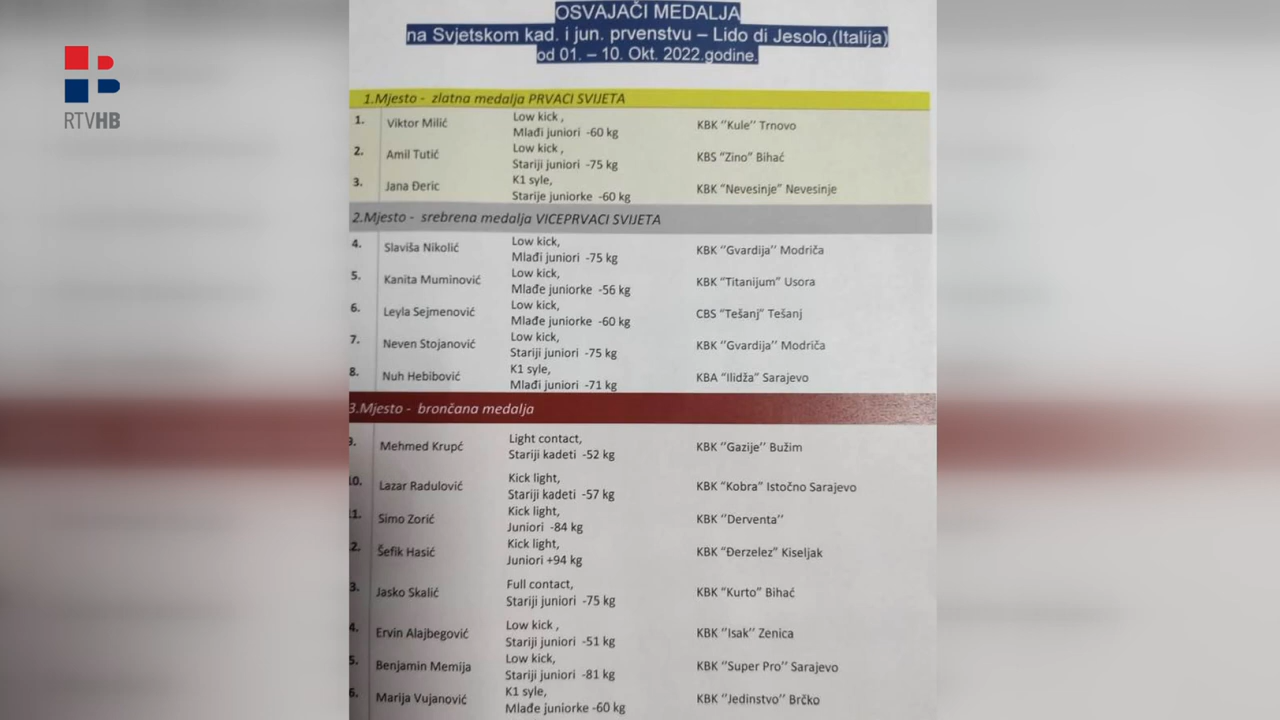 RTVHB
OSVAJAČI MEDALJA
na Svjetskom kad. i jun. prvenstvu – Lido di Jesolo,(Italija)
od 01. – 10. Okt. 2022.godine.
1.Mjesto - zlatna medalja PRVACI SVIJETA
1. Viktor Milić Low kick , KBK ‘‘Kule’’ Trnovo
Mlađi juniori -60 kg
2. Amil Tutić Low kick , KBS “Zino” Bihać
Stariji juniori -75 kg
3. Jana Đeric K1 syle, KBK “Nevesinje” Nevesinje
Starije juniorke -60 kg
2.Mjesto - srebrena medalja VICEPRVACI SVIJETA
4. Slaviša Nikolić Low kick, KBK ‘‘Gvardija’’ Modriča
Mlađi juniori -75 kg
5. Kanita Muminović Low kick, KBK “Titanijum” Usora
Mlađe juniorke -56 kg
6. Leyla Sejmenović Low kick, CBS “Tešanj” Tešanj
Mlađe juniorke -60 kg
7. Neven Stojanović Low kick, KBK ‘‘Gvardija’’ Modriča
Stariji juniori -75 kg
8. Nuh Hebibović K1 syle, KBA “Ilidža” Sarajevo
Mlađi juniori -71 kg
3.Mjesto - brončana medalja
9. Mehmed Krupć Light contact, KBK ‘‘Gazije’’ Bužim
Stariji kadeti -52 kg
10. Lazar Radulović Kick light, KBK “Kobra” Istočno Sarajevo
Stariji kadeti -57 kg
11. Simo Zorić Kick light, KBK ‘‘Derventa’’
Juniori -84 kg
2. Šefik Hasić Kick light, KBK “Đerzelez” Kiseljak
Juniori +94 kg
3. Jasko Skalić Full contact, KBK “Kurto” Bihać
Stariji juniori -75 kg
4. Ervin Alajbegović Low kick , KBK ‘‘Isak’’ Zenica
Stariji juniori -51 kg
5. Benjamin Memija Low kick, KBK ‘‘Super Pro’’ Sarajevo
Stariji juniori -81 kg
6. Marija Vujanović K1 syle, KBK ‘‘Jedinstvo’’ Brčko
Mlađe juniorke -60 kg